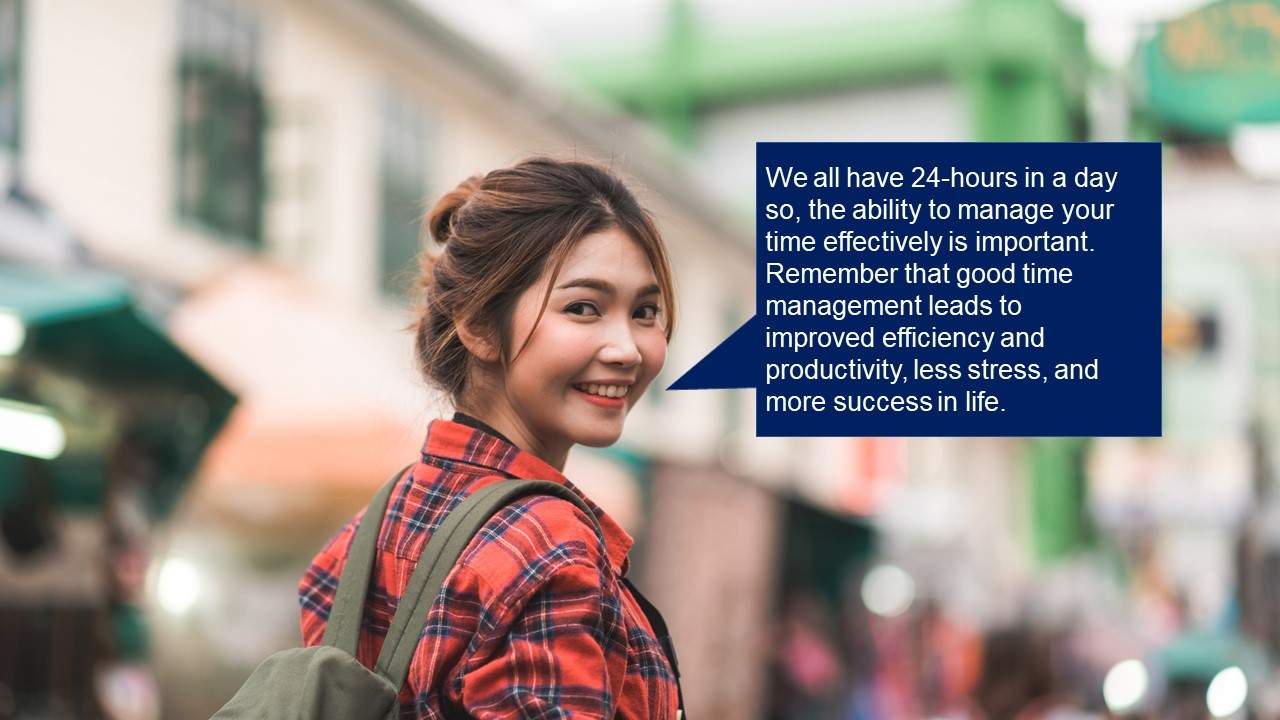 We all have 24-hours in a day
so, the ability to manage your
time effectively is important.
Remember that good time
management leads to
improved efficiency and
productivity, less stress, and
more success in life.